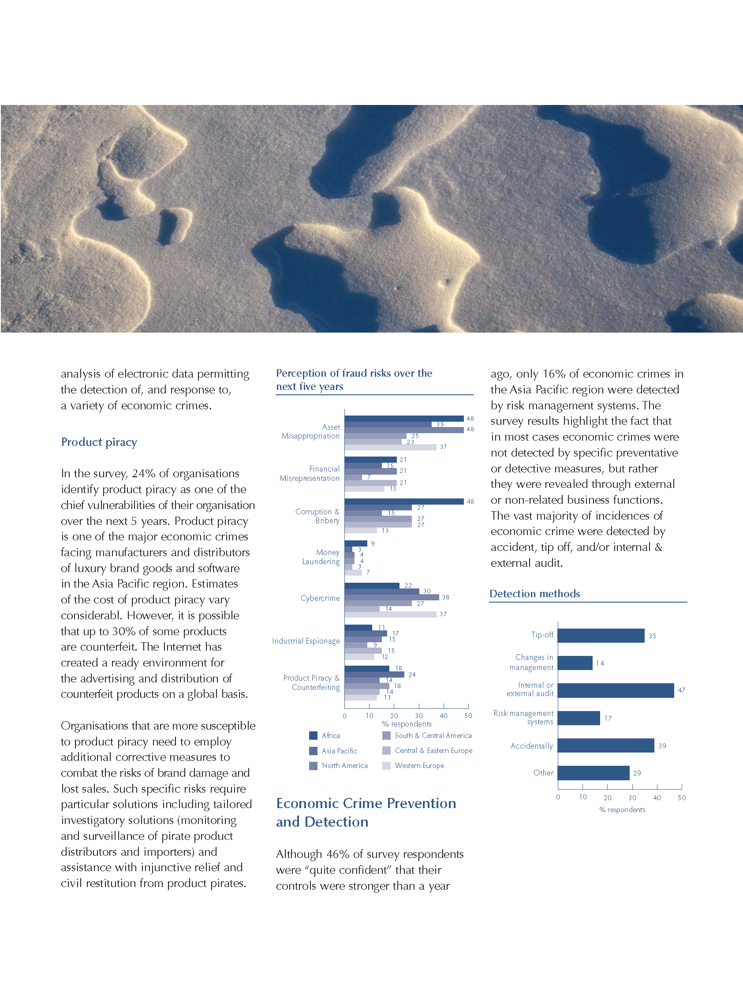 analysis of electronic data permitting
the detection of, and response to,
a variety of economic crimes.
Product piracy
In the survey, 24% of organisations
identify product piracy as one of the
chief vulnerabilities of their organisation
over the next 5 years. Product piracy
is one of the major economic crimes
facing manufacturers and distributors
of luxury brand goods and software
in the Asia Pacific region. Estimates
of the cost of product piracy vary
considerabl. However, it is possible
that up to 30% of some products
are counterfeit. The Internet has
created a ready environment for
the advertising and distribution of
counterfeit products on a global basis.
Organisations that are more susceptible
to product piracy need to employ
additional corrective measures to
combat the risks of brand damage and
lost sales. Such specific risks require
particular solutions including tailored
investigatory solutions (monitoring
and surveillance of pirate product
distributors and importers) and
assistance with injunctive relief and
civil restitution from product pirates.
Perception of fraud risks over the
next five years
Asset
Misappropriation
48
35
48
25
23
37
Financial
Misrepresentation
21
15
21
7
21
13
Corruption &
Bribery
48
27
15
27
27
13
Money
Laundering
9
3
4
4
3
7
Cybercrime
22
30
38
27
14
37
Industrial Espionage
11
17
15
9
15
12
Product Piracy &
Counterfeiting
18
24
14
18
14
13
0 10 20 30 40 50
% respondents
Africa
Asia Pacific
North America
South & Central America
Central & Eastern Europe
Western Europe
Economic Crime Prevention
and Detection
Although 46% of survey respondents
were “quite confident” that their
controls were stronger than a year
ago, only 16% of economic crimes in
the Asia Pacific region were detected
by risk management systems. The
survey results highlight the fact that
in most cases economic crimes were
not detected by specific preventative
or detective measures, but rather
they were revealed through external
or non-related business functions.
The vast majority of incidences of
economic crime were detected by
accident, tip off, and/or internal &
external audit.
Detection methods
Tip-off
35
Changes in
management
14
Internal or
external audit
47
Risk management
systems
17
Accidentally
39
Other
29
0 10 20 30 40 50
% respondents